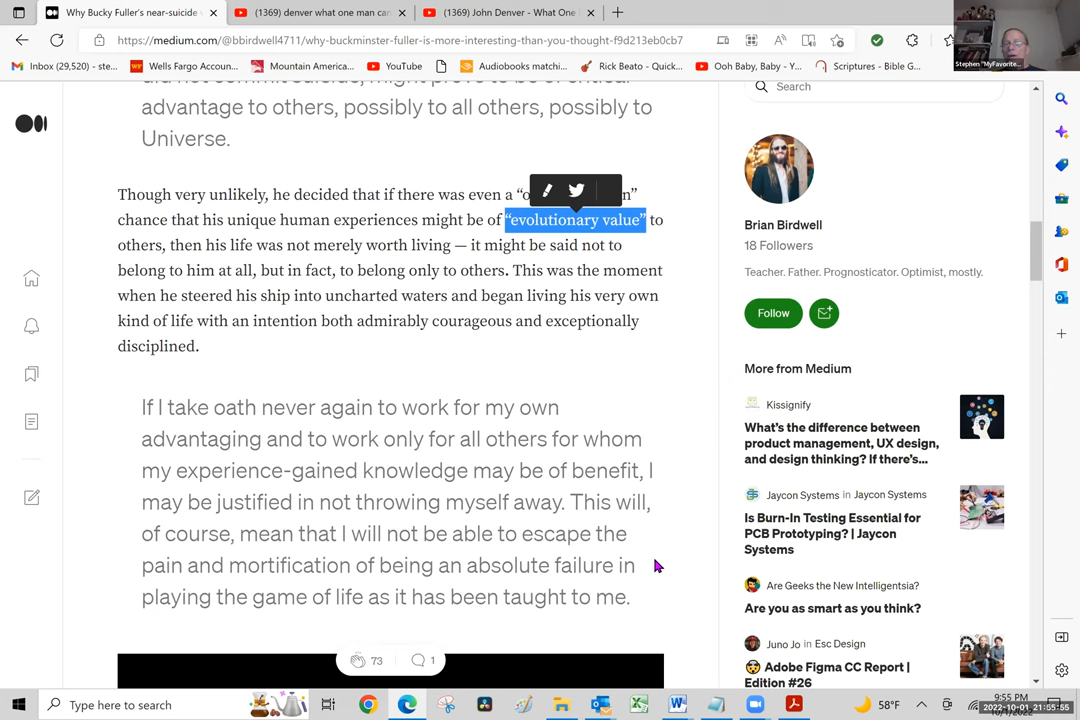 Why Bucky Fuller's near-suicide
(1369) denver what one man can
(1369) John Denver - What One
https://medium.com/@bbirdwell4711/why-buckminster-fuller-is-more-interesting-than-you-thought-f9d213eb0cb7
Inbox (29,520) - ste...
Wells Fargo Accoun...
Mountain America...
YouTube
Audiobooks matchi...
Rick Beato - Quick...
Ooh Baby, Baby - Y...
Scriptures - Bible G...
Stephen "MyFavorite...
advantage to others, possibly to all others, possibly to
Universe.
Though very unlikely, he decided that if there was even a "o n"
chance that his unique human experiences might be of "evolutionary value" to
others, then his life was not merely worth living — it might be said not to
belong to him at all, but in fact, to belong only to others. This was the moment
when he steered his ship into uncharted waters and began living his very own
kind of life with an intention both admirably courageous and exceptionally
disciplined.
If I take oath never again to work for my own
advantaging and to work only for all others for whom
my experience-gained knowledge may be of benefit, I
may be justified in not throwing myself away. This will,
of course, mean that I will not be able to escape the
pain and mortification of being an absolute failure in
playing the game of life as it has been taught to me.
73
1
Search
Brian Birdwell
18 Followers
Teacher. Father. Prognosticator. Optimist, mostly.
Follow
More from Medium
Kissignify
What's the difference between
product management, UX design,
and design thinking? If there's...
Jaycon Systems in Jaycon Systems
Is Burn-In Testing Essential for
PCB Prototyping? | Jaycon
Systems
Are Geeks the New Intelligentsia?
Are you as smart as you think?
Juno Jo in Esc Design
Adobe Figma CC Report |
Edition #26
Type here to search
58°F
9:55 PM
2022-10-01 21:55:55